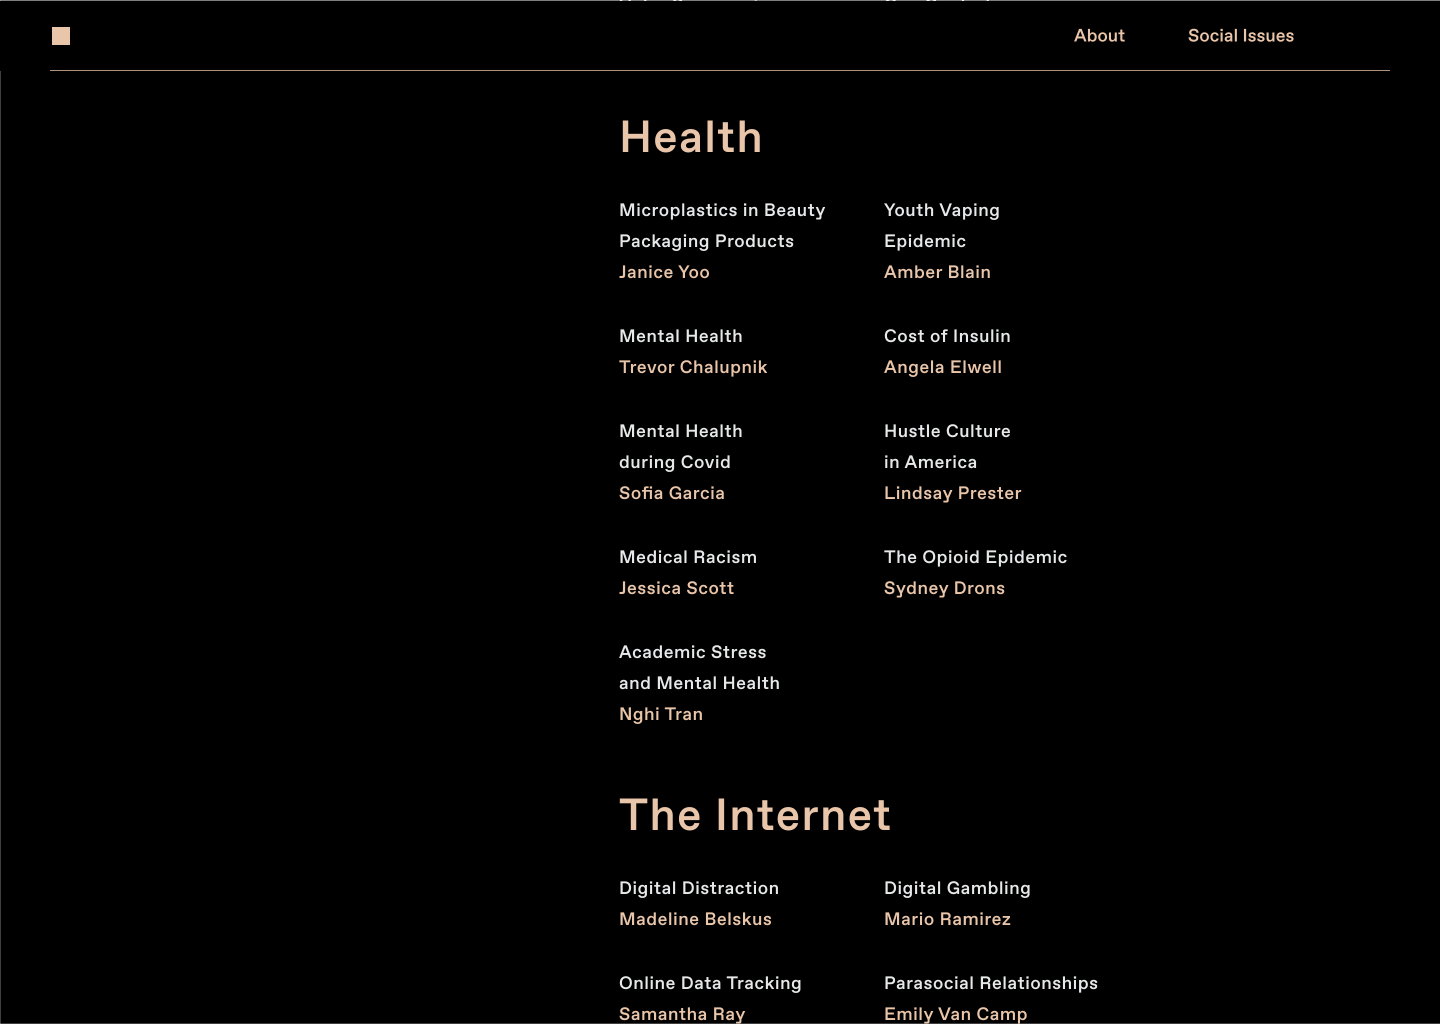 About
Social Issues
Health
Microplastics in Beauty
Packaging Products
Janice Yoo
Youth Vaping
Epidemic
Amber Blain
Mental Health
Trevor Chalupnik
Cost of Insulin
Angela Elwell
Mental Health
during Covid
Sofia Garcia
Hustle Culture
in America
Lindsay Prester
Medical Racism
Jessica Scott
The Opioid Epidemic
Sydney Drons
Academic Stress
and Mental Health
Nghi Tran
The Internet
Digital Distraction
Madeline Belskus
Digital Gambling
Mario Ramirez
Online Data Tracking
Samantha Ray
Parasocial Relationships
Emily Van Camp